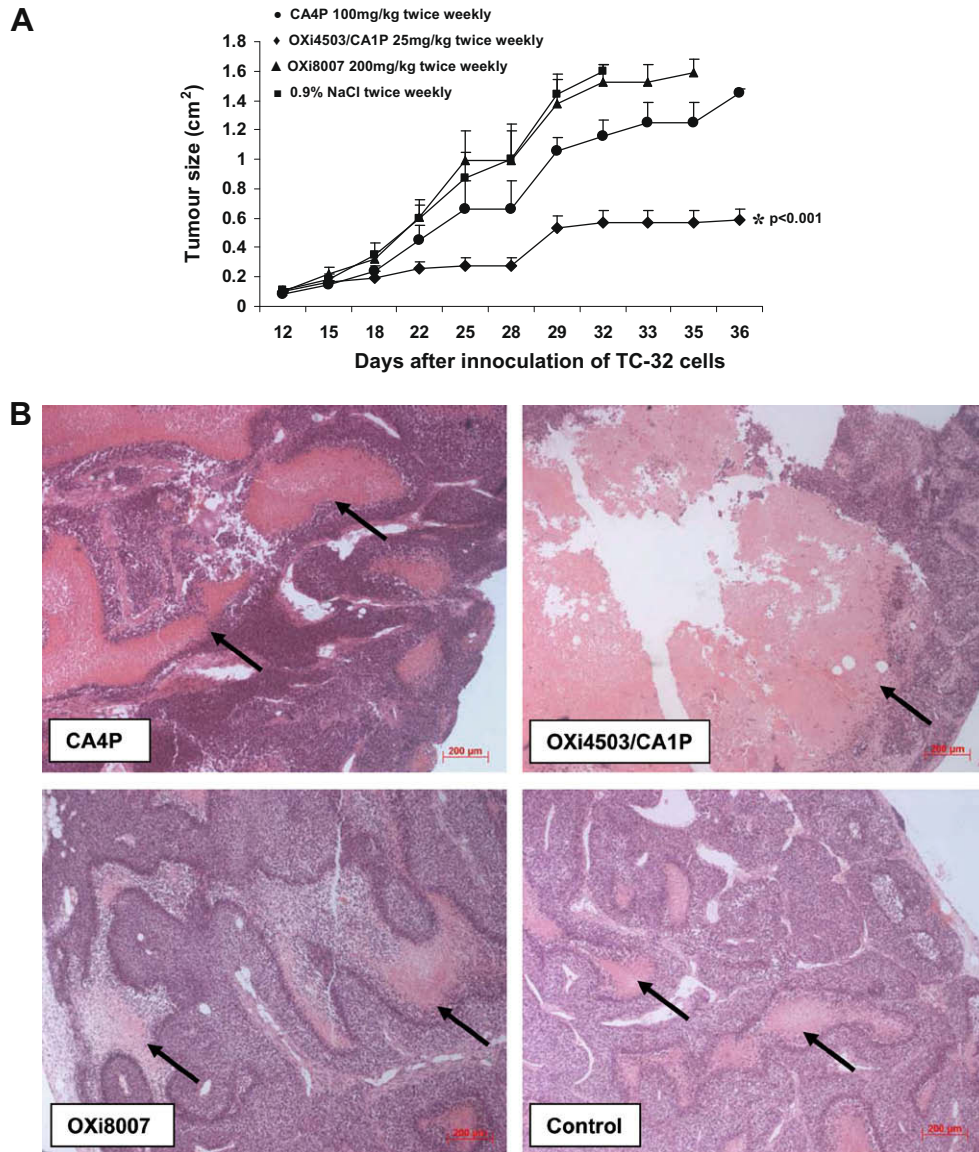 A
CA4P 100mg/kg twice weekly
OXi4503/CA1P 25mg/kg twice weekly
OXi8007 200mg/kg twice weekly
0.9% NaCl twice weekly
Tumour size (cm²)
1.8
1.6
1.4
1.2
1
0.8
0.6
0.4
0.2
0
* p<0.001
12 15 18 22 25 28 29 32 33 35 36
Days after innoculation of TC-32 cells
B
CA4P
200 µm
OXi4503/CA1P
200 µm
OXi8007
200 µm
Control
200 µm